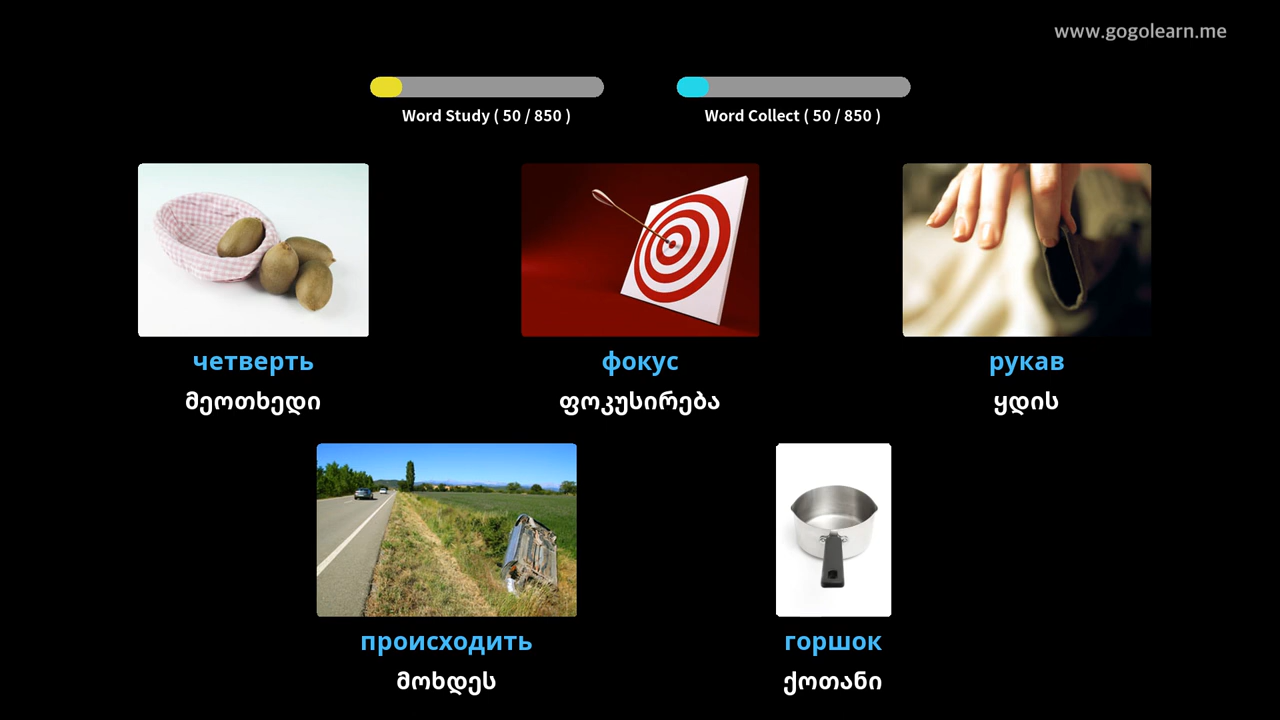 www.gogolearn.me
Word Study ( 50 / 850 )
Word Collect ( 50 / 850 )
четверть
მეოთხედი
фокус
ფოკუსირება
рукав
ყდის
происходить
მოხდეს
горшок
ქოთანი